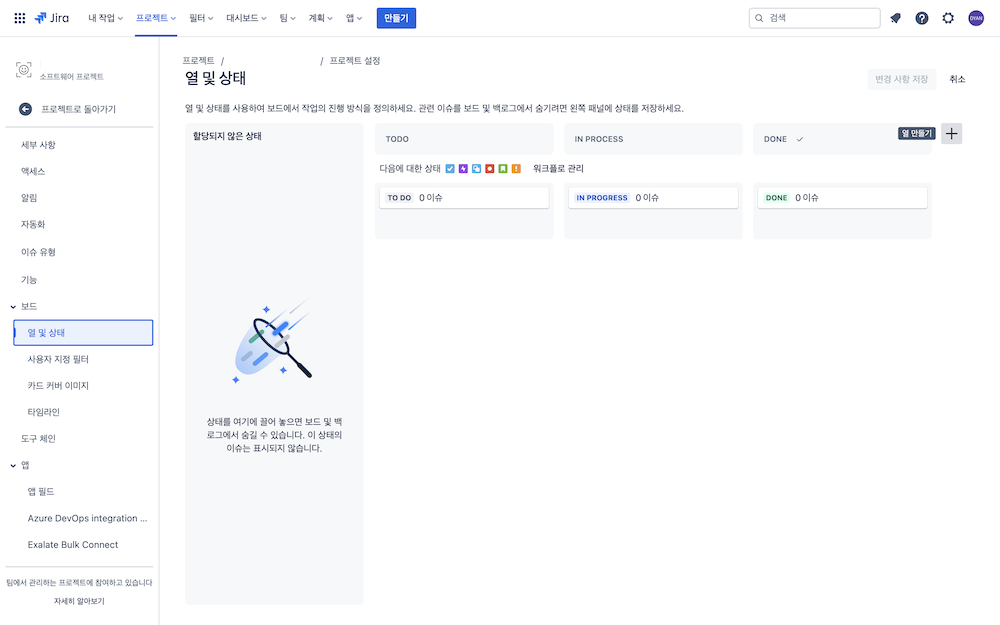 Jira 내 작업 프로젝트 필터 대시보드 팀 계획 앱 만들기 검색 DYAN
소프트웨어 프로젝트
프로젝트로 돌아가기
세부 사항
액세스
알림
자동화
이슈 유형
기능
보드
열 및 상태
사용자 지정 필터
카드 커버 이미지
타임라인
도구 체인
앱
앱 필드
Azure DevOps integration ...
Exalate Bulk Connect
팀에서 관리하는 프로젝트에 참여하고 있습니다
자세히 알아보기
프로젝트 / / 프로젝트 설정
열 및 상태
변경 사항 저장 취소
열 및 상태를 사용하여 보드에서 작업의 진행 방식을 정의하세요. 관련 이슈를 보드 및 백로그에서 숨기려면 왼쪽 패널에 상태를 저장하세요.
할당되지 않은 상태
상태를 여기에 끌어 놓으면 보드 및 백
로그에서 숨길 수 있습니다. 이 상태의
이슈는 표시되지 않습니다.
TODO IN PROCESS DONE 열 만들기
다음에 대한 상태 워크플로 관리
TO DO 0 이슈 IN PROGRESS 0 이슈 DONE 0 이슈